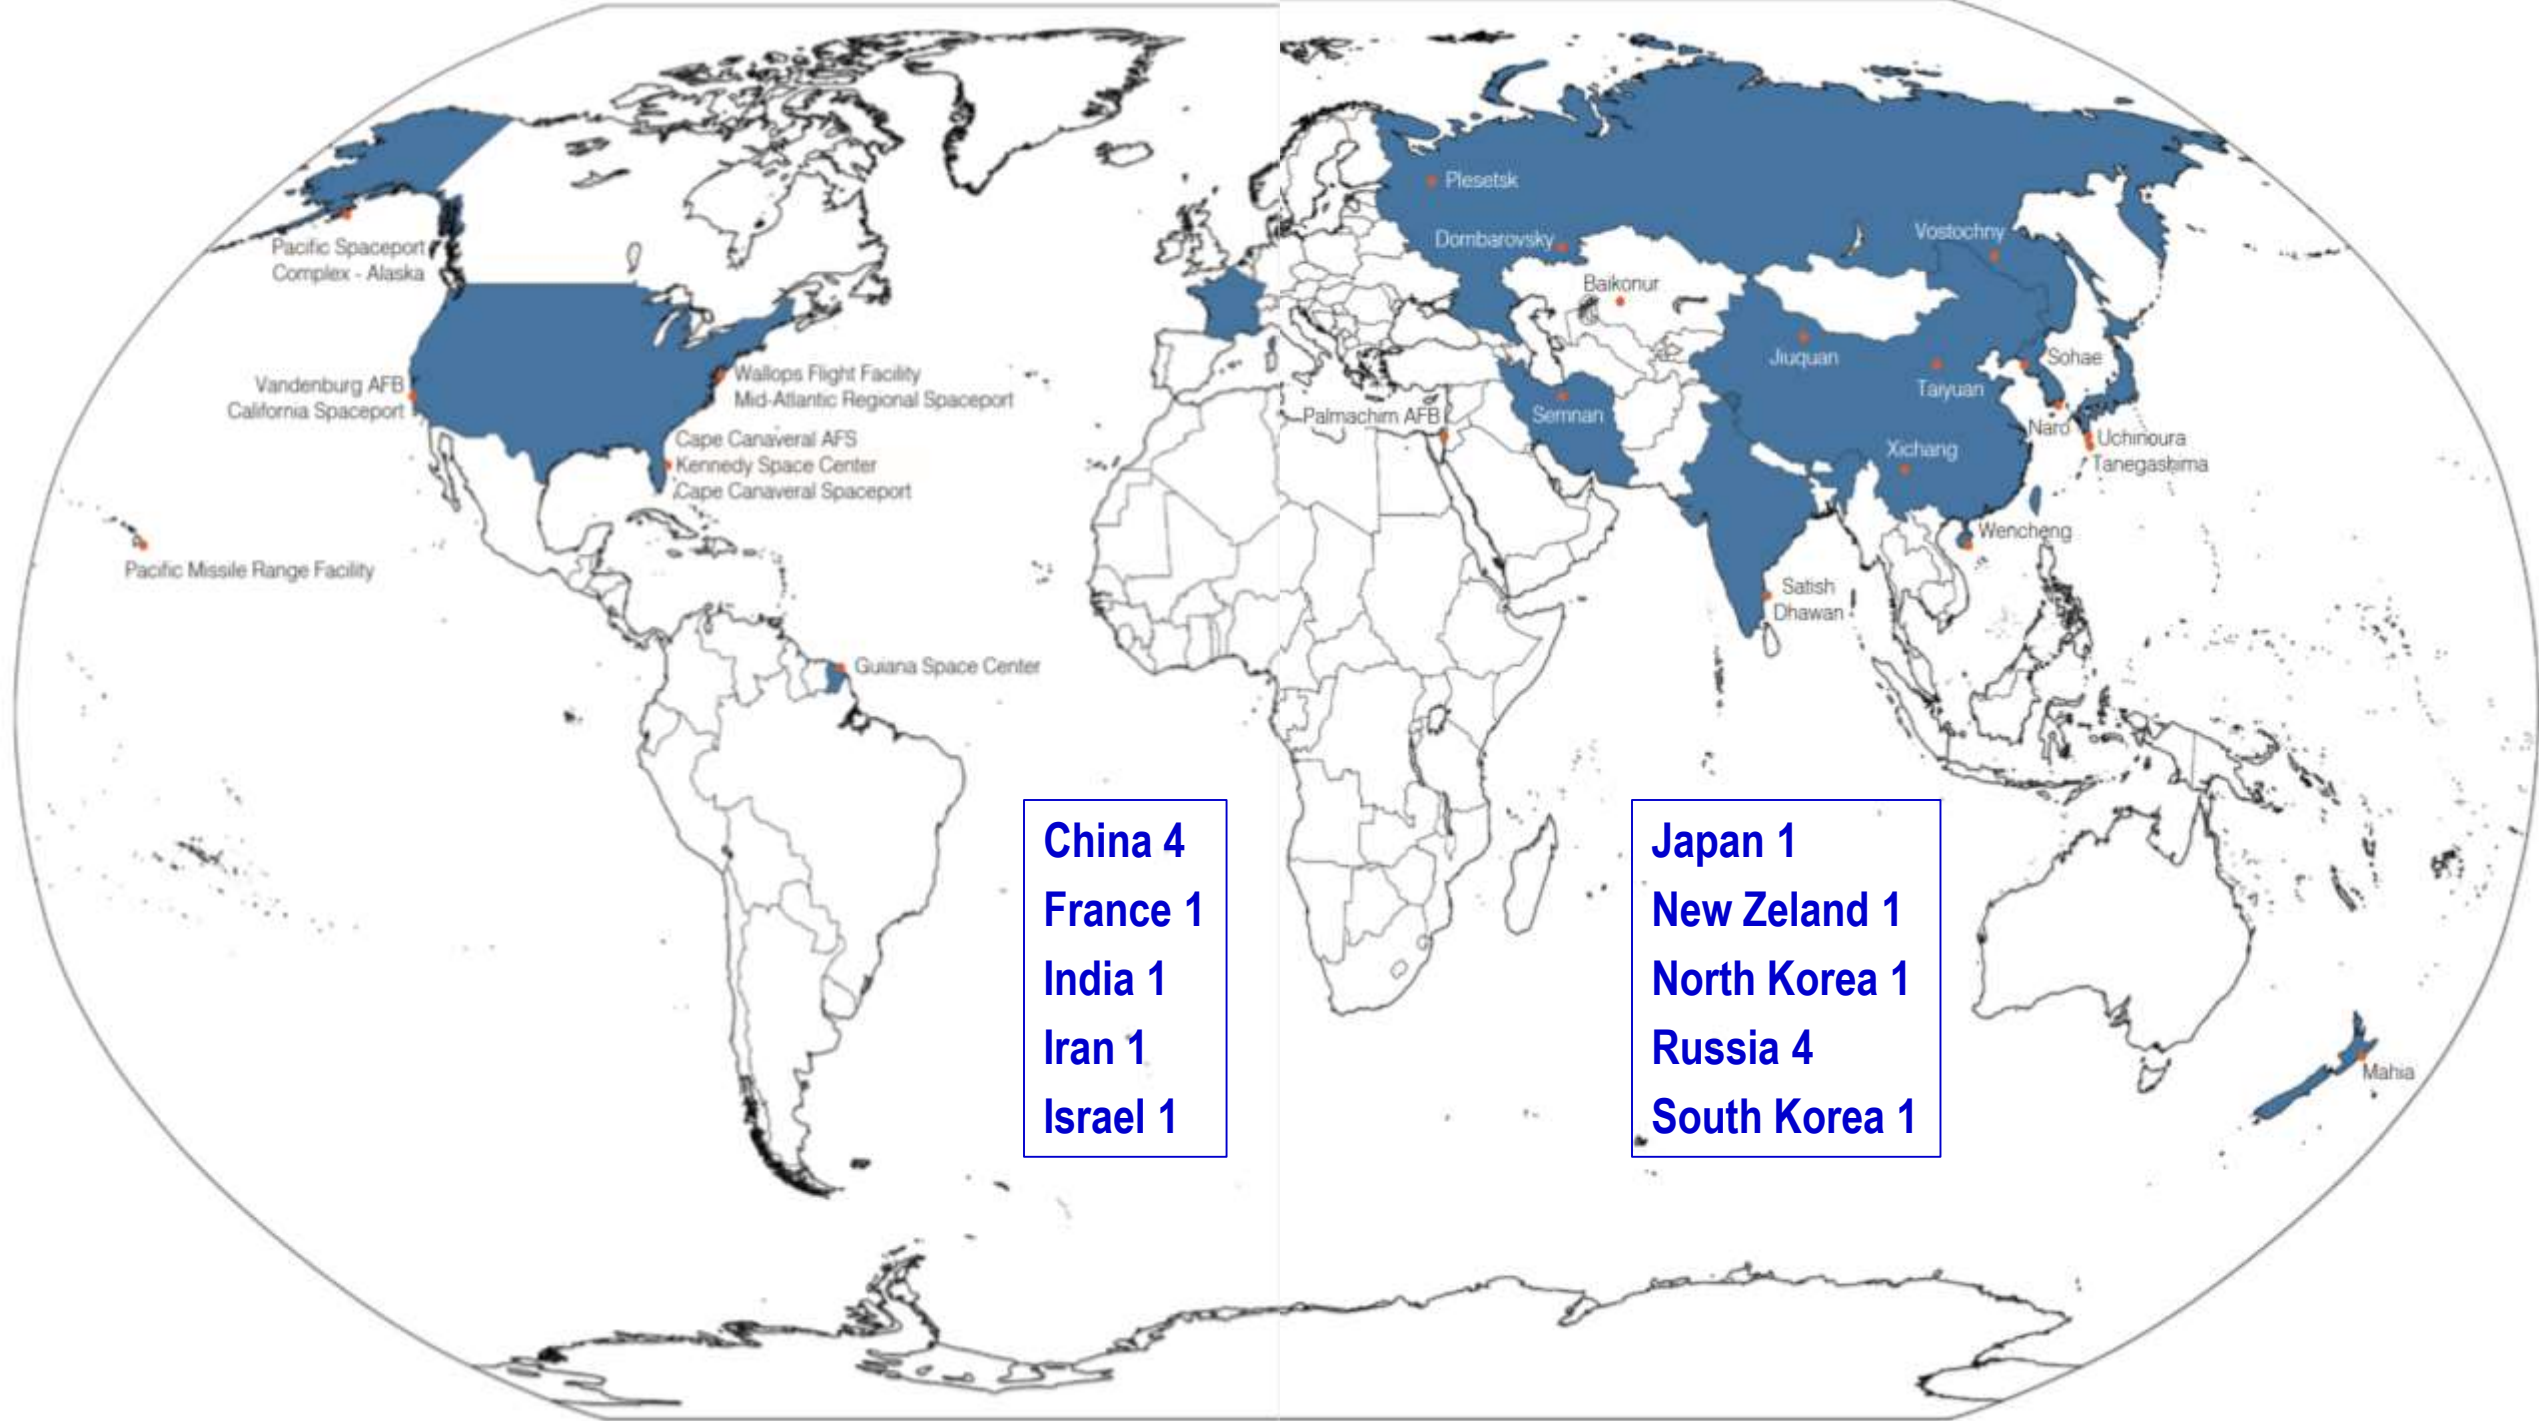 Plesetsk
Vostochny
Dombarovsky
Pacific Spaceport
Complex - Alaska
Baikonur
Jiuquan
Sohae
Wallops Flight Facility
Mid-Atlantic Regional Spaceport
Vandenburg AFB
California Spaceport
Taiyuan
Palmachim AFB
Semnan
Naro
Uchinoura
Tanegashima
Cape Canaveral AFS
Kennedy Space Center
Cape Canaveral Spaceport
Xichang
Wencheng
Pacific Missile Range Facility
Satish
Dhawan
Guiana Space Center
China 4
France 1
India 1
Iran 1
Israel 1
Japan 1
New Zeland 1
North Korea 1
Russia 4
South Korea 1
Mahia